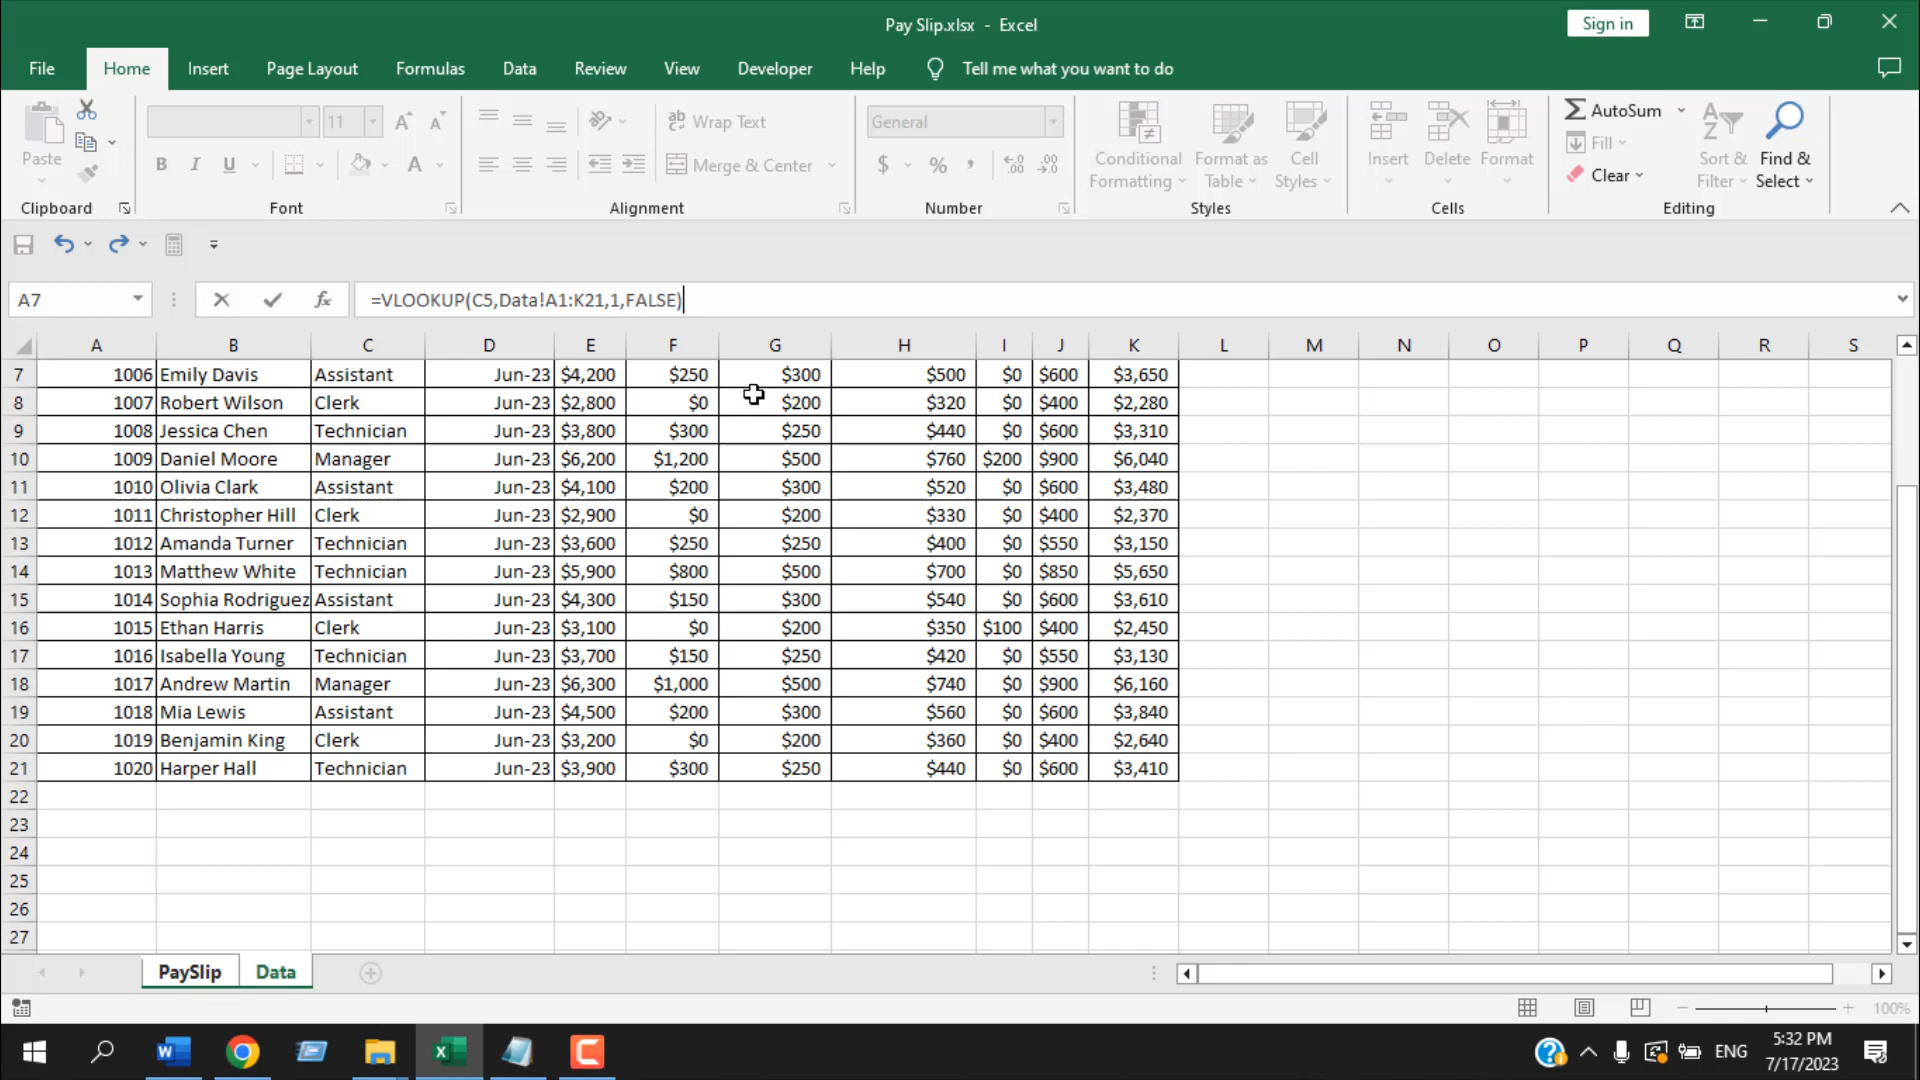 Pay Slip.xlsx - Excel
Sign in
File Home Insert Page Layout Formulas Data Review View Developer Help Tell me what you want to do
Paste
Clipboard
11
B I U
Font
Wrap Text
Merge & Center
Alignment
General
$ % ,
Number
Conditional Formatting
Format as Table
Cell Styles
Styles
Insert Delete Format
Cells
AutoSum
Fill
Clear
Sort & Filter
Find & Select
Editing
A7 fx =VLOOKUP(C5,Data!A1:K21,1,FALSE)
A B C D E F G H I J K L M N O P Q R S
7 1006 Emily Davis Assistant Jun-23 $4,200 $250 $300 $500 $0 $600 $3,650
8 1007 Robert Wilson Clerk Jun-23 $2,800 $0 $200 $320 $0 $400 $2,280
9 1008 Jessica Chen Technician Jun-23 $3,800 $300 $250 $440 $0 $600 $3,310
10 1009 Daniel Moore Manager Jun-23 $6,200 $1,200 $500 $760 $200 $900 $6,040
11 1010 Olivia Clark Assistant Jun-23 $4,100 $200 $300 $520 $0 $600 $3,480
12 1011 Christopher Hill Clerk Jun-23 $2,900 $0 $200 $330 $0 $400 $2,370
13 1012 Amanda Turner Technician Jun-23 $3,600 $250 $250 $400 $0 $550 $3,150
14 1013 Matthew White Technician Jun-23 $5,900 $800 $500 $700 $0 $850 $5,650
15 1014 Sophia Rodriguez Assistant Jun-23 $4,300 $150 $300 $540 $0 $600 $3,610
16 1015 Ethan Harris Clerk Jun-23 $3,100 $0 $200 $350 $100 $400 $2,450
17 1016 Isabella Young Technician Jun-23 $3,700 $150 $250 $420 $0 $550 $3,130
18 1017 Andrew Martin Manager Jun-23 $6,300 $1,000 $500 $740 $0 $900 $6,160
19 1018 Mia Lewis Assistant Jun-23 $4,500 $200 $300 $560 $0 $600 $3,840
20 1019 Benjamin King Clerk Jun-23 $3,200 $0 $200 $360 $0 $400 $2,640
21 1020 Harper Hall Technician Jun-23 $3,900 $300 $250 $440 $0 $600 $3,410
22
23
24
25
26
27
PaySlip Data
100%
ENG
5:32 PM
7/17/2023